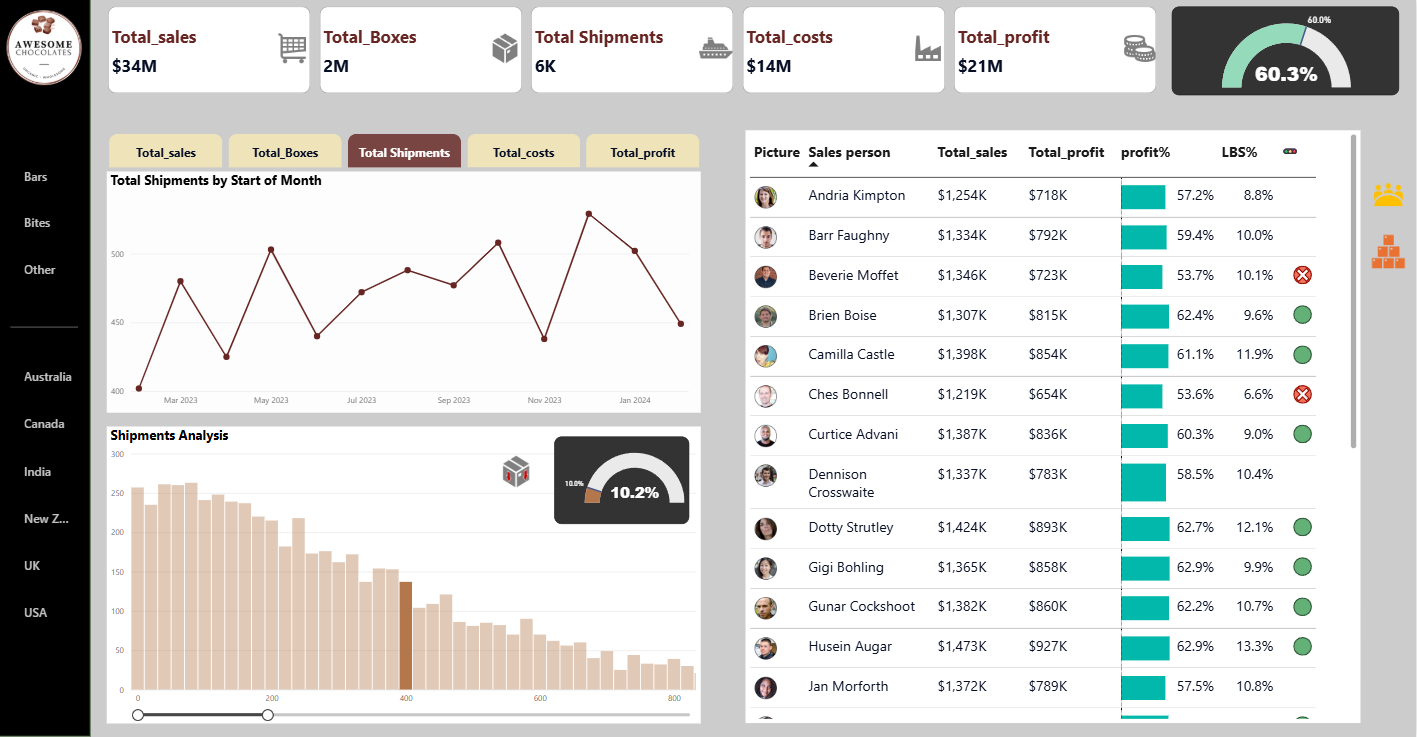 AWESOME
CHOCOLATES
Bars
Bites
Other
Australia
Canada
India
New Z...
UK
USA
Total_sales
$34M
Total_Boxes
2M
Total Shipments
6K
Total_costs
$14M
Total_profit
$21M
60.0%
60.3%
Total_sales Total_Boxes Total Shipments Total_costs Total_profit
Total Shipments by Start of Month
500
450
400
Mar 2023 May 2023 Jul 2023 Sep 2023 Nov 2023 Jan 2024
Shipments Analysis
300
250
200
150
100
50
0
0 200 400 600 800
10.0%
10.2%
Picture Sales person Total_sales Total_profit profit% LBS%
Andria Kimpton $1,254K $718K 57.2% 8.8%
Barr Faughny $1,334K $792K 59.4% 10.0%
Beverie Moffet $1,346K $723K 53.7% 10.1%
Brien Boise $1,307K $815K 62.4% 9.6%
Camilla Castle $1,398K $854K 61.1% 11.9%
Ches Bonnell $1,219K $654K 53.6% 6.6%
Curtice Advani $1,387K $836K 60.3% 9.0%
Dennison $1,337K $783K 58.5% 10.4%
Crosswaite
Dotty Strutley $1,424K $893K 62.7% 12.1%
Gigi Bohling $1,365K $858K 62.9% 9.9%
Gunar Cockshoot $1,382K $860K 62.2% 10.7%
Husein Augar $1,473K $927K 62.9% 13.3%
Jan Morforth $1,372K $789K 57.5% 10.8%